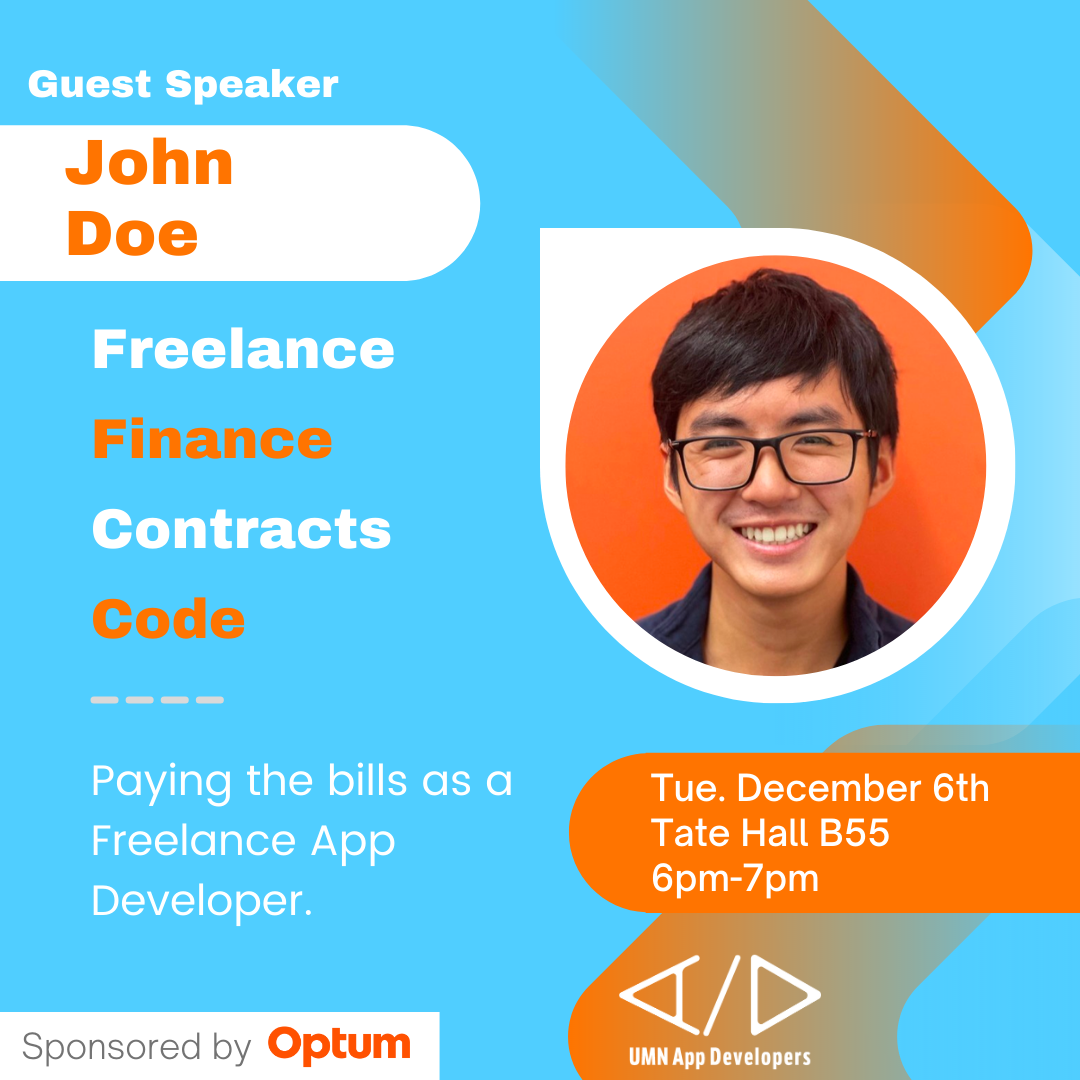 Guest Speaker
John
Doe
Freelance
Finance
Contracts
Code
Paying the bills as a
Freelance App
Developer.
Tue. December 6th
Tate Hall B55
6pm-7pm
UMN App Developers
Sponsored by Optum